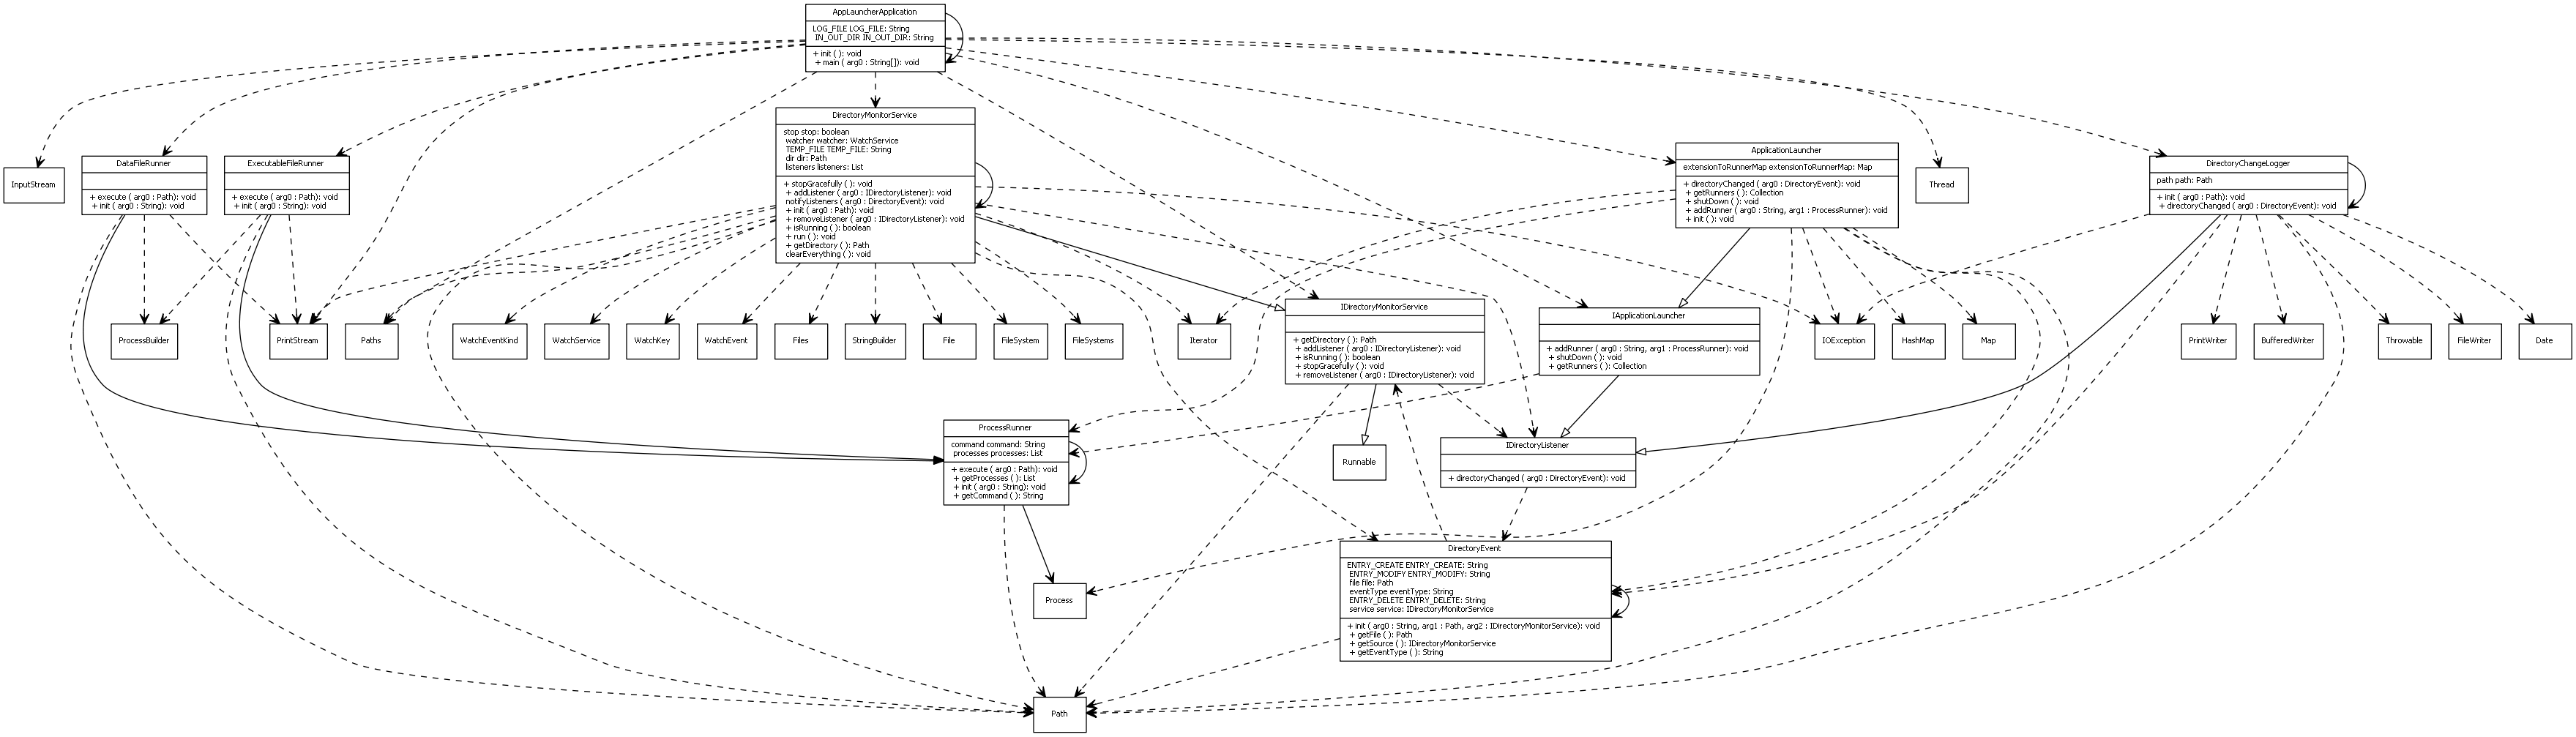 AppLauncherApplication
LOG_FILE LOG_FILE: String
IN_OUT_DIR IN_OUT_DIR: String
+ init ( ): void
+ main ( arg0 : String[]): void
DirectoryMonitorService
stop stop: boolean
watcher watcher: WatchService
TEMP_FILE TEMP_FILE: String
dir dir: Path
listeners listeners: List
+ stopGracefully ( ): void
+ addListener ( arg0 : IDirectoryListener): void
notifyListeners ( arg0 : DirectoryEvent): void
+ init ( arg0 : Path): void
+ removeListener ( arg0 : IDirectoryListener): void
+ isRunning ( ): boolean
+ run ( ): void
+ getDirectory ( ): Path
clearEverything ( ): void
ApplicationLauncher
extensionToRunnerMap extensionToRunnerMap: Map
+ directoryChanged ( arg0 : DirectoryEvent): void
+ getRunners ( ): Collection
+ shutDown ( ): void
+ addRunner ( arg0 : String, arg1 : ProcessRunner): void
+ init ( ): void
InputStream
DataFileRunner
+ execute ( arg0 : Path): void
+ init ( arg0 : String): void
ExecutableFileRunner
+ execute ( arg0 : Path): void
+ init ( arg0 : String): void
Thread
DirectoryChangeLogger
path path: Path
+ init ( arg0 : Path): void
+ directoryChanged ( arg0 : DirectoryEvent): void
ProcessBuilder
PrintStream
Paths
WatchEventKind
WatchService
WatchKey
WatchEvent
Files
StringBuilder
File
FileSystem
FileSystems
Iterator
IDirectoryMonitorService
+ getDirectory ( ): Path
+ addListener ( arg0 : IDirectoryListener): void
+ isRunning ( ): boolean
+ stopGracefully ( ): void
+ removeListener ( arg0 : IDirectoryListener): void
IApplicationLauncher
+ addRunner ( arg0 : String, arg1 : ProcessRunner): void
+ shutDown ( ): void
+ getRunners ( ): Collection
IOException
HashMap
Map
PrintWriter
BufferedWriter
Throwable
FileWriter
Date
ProcessRunner
command command: String
processes processes: List
+ execute ( arg0 : Path): void
+ getProcesses ( ): List
+ init ( arg0 : String): void
+ getCommand ( ): String
Runnable
IDirectoryListener
+ directoryChanged ( arg0 : DirectoryEvent): void
Process
DirectoryEvent
ENTRY_CREATE ENTRY_CREATE: String
ENTRY_MODIFY ENTRY_MODIFY: String
file file: Path
eventType eventType: String
ENTRY_DELETE ENTRY_DELETE: String
service service: IDirectoryMonitorService
+ init ( arg0 : String, arg1 : Path, arg2 : IDirectoryMonitorService): void
+ getFile ( ): Path
+ getSource ( ): IDirectoryMonitorService
+ getEventType ( ): String
Path